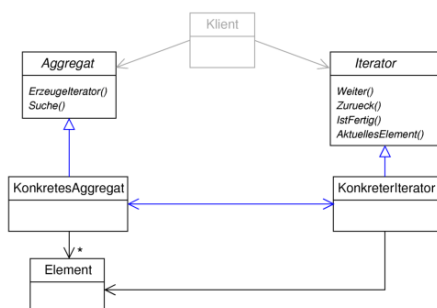 Klient
Aggregat
ErzeugeIterator()
Suche()
Iterator
Weiter()
Zurueck()
IstFertig()
AktuellesElement()
KonkretesAggregat
KonkreterIterator
*
Element